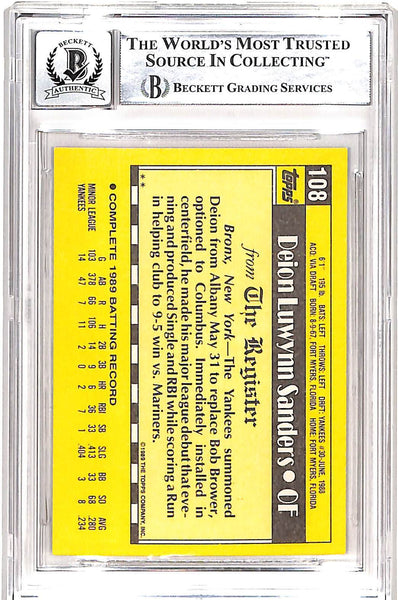 BECKETT
AUTHENTIC
THE WORLD'S MOST TRUSTED
SOURCE IN COLLECTING™
B BECKETT GRADING SERVICES
108
Topps
Deion Luwynn Sanders • OF
6'1" 195 lb. BATS: LEFT THROWS: LEFT DRFT: YANKEES #30-JUNE, 1988
ACQ: VIA DRAFT BORN: 8-9-67, FORT MYERS, FLORIDA HOME: FORT MYERS, FLORIDA
from The Register
Bronx, New York—The Yankees summoned
Deion from Albany May 31 to replace Bob Brower,
optioned to Columbus. Immediately installed in
centerfield, he made his major league debut that eve-
ning and produced Single and RBI while scoring a Run
in helping club to 9-5 win vs. Mariners.
**
©1989 THE TOPPS COMPANY, INC.
• COMPLETE 1989 BATTING RECORD
G AB R H 2B 3B HR RBI SB SLG BB SO AVG
MINOR LEAGUE 103 378 66 106 14 9 6 36 33 .413 33 68 .280
YANKEES 14 47 7 11 2 0 2 7 1 .404 3 8 .234